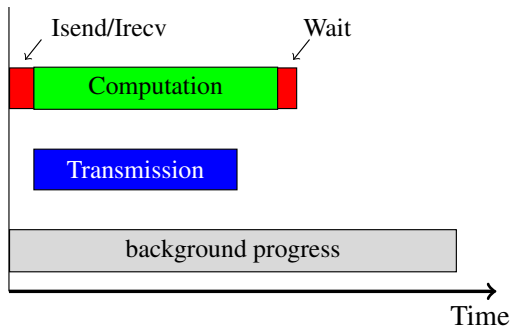 Isend/Irecv
Wait
Computation
Transmission
background progress
Time